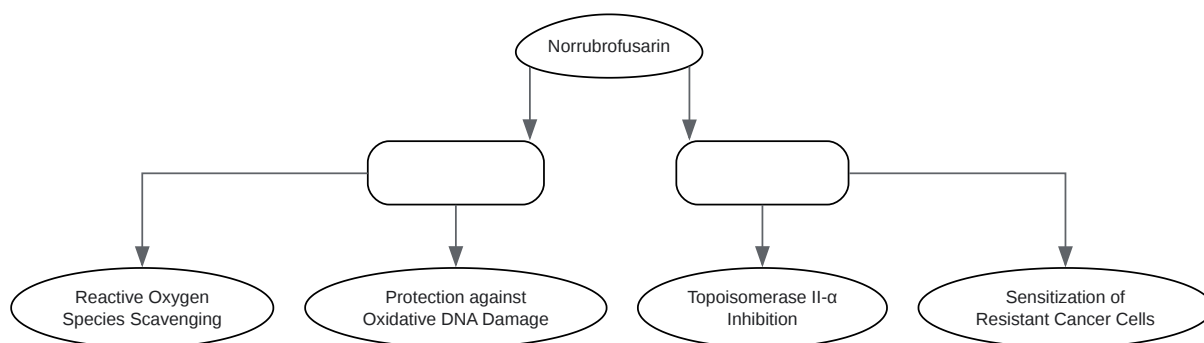 Norrubrofusarin
Reactive Oxygen
Species Scavenging
Protection against
Oxidative DNA Damage
Topoisomerase II-α
Inhibition
Sensitization of
Resistant Cancer Cells